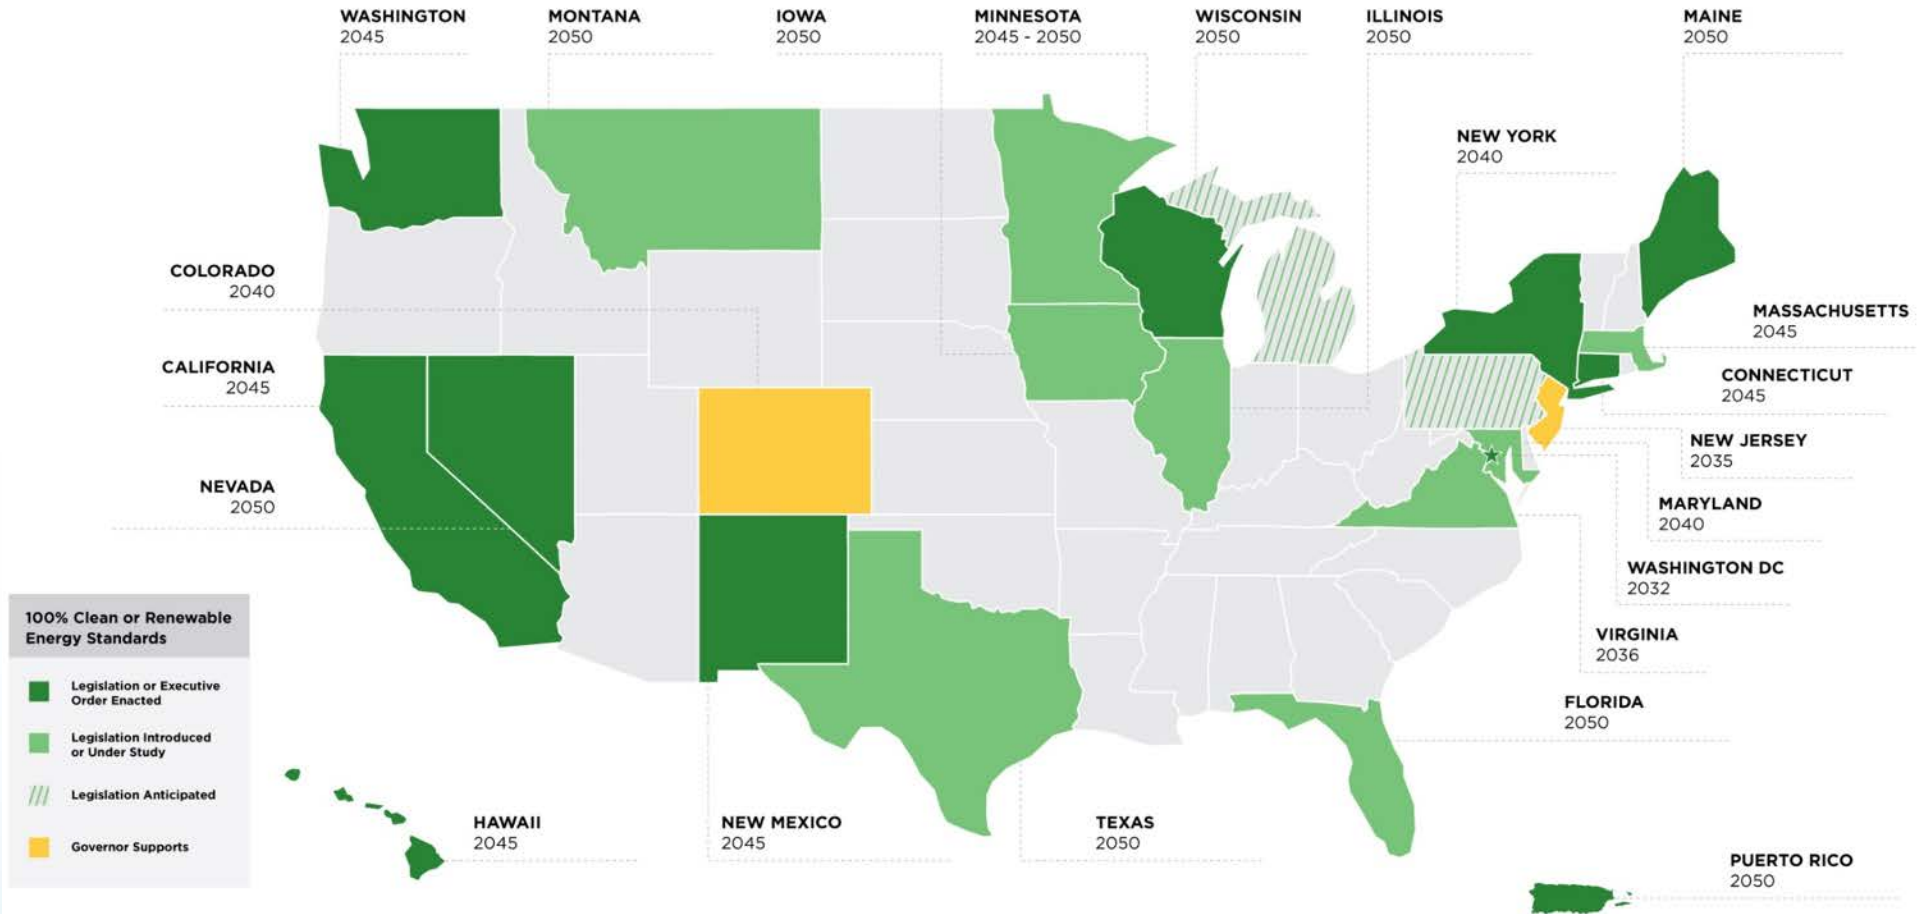 WASHINGTON
2045
MONTANA
2050
IOWA
2050
MINNESOTA
2045 - 2050
WISCONSIN
2050
ILLINOIS
2050
MAINE
2050
NEW YORK
2040
COLORADO
2040
MASSACHUSETTS
2045
CALIFORNIA
2045
CONNECTICUT
2045
NEW JERSEY
2035
NEVADA
2050
MARYLAND
2040
WASHINGTON DC
2032
VIRGINIA
2036
FLORIDA
2050
100% Clean or Renewable
Energy Standards
Legislation or Executive
Order Enacted
Legislation Introduced
or Under Study
Legislation Anticipated
Governor Supports
HAWAII
2045
NEW MEXICO
2045
TEXAS
2050
PUERTO RICO
2050